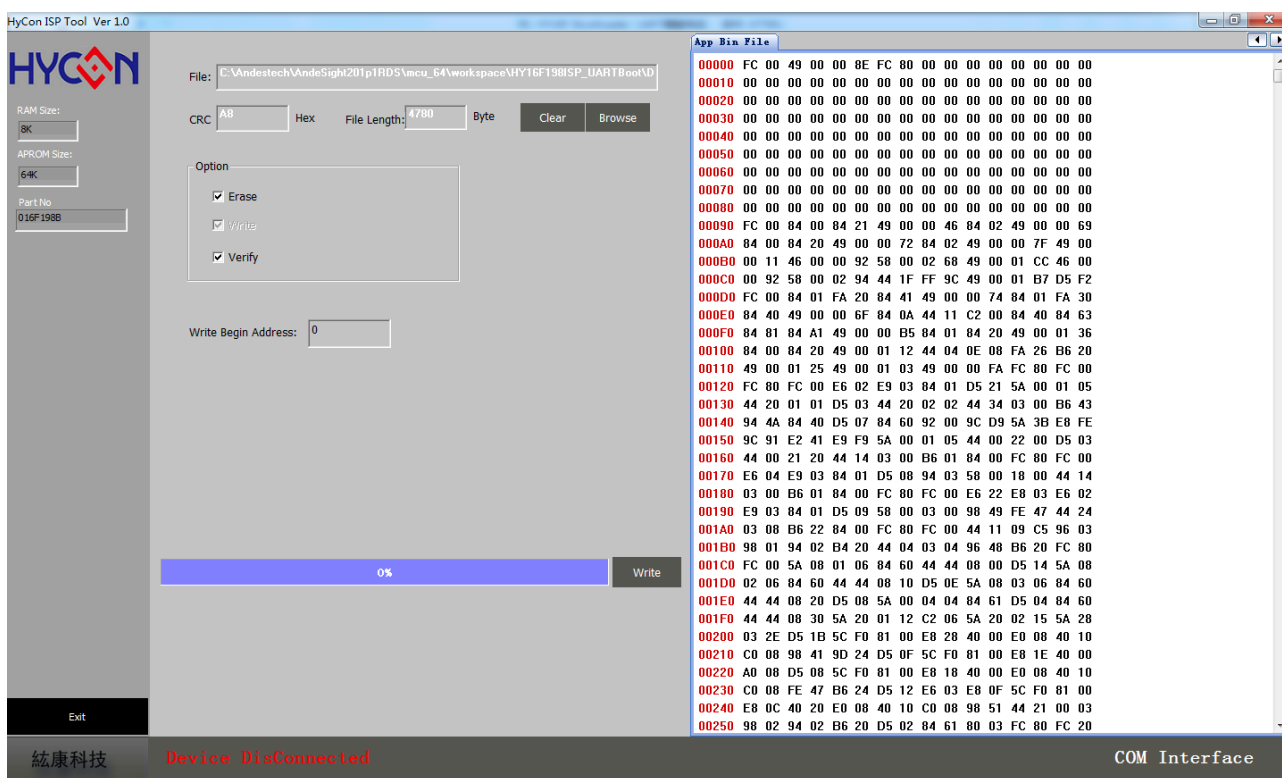 HyCon ISP Tool Ver 1.0
HYCON
RAM Size:
8K
APROM Size:
64K
Part No
016F198B
Exit
File: C:\Andestech\AndeSight201p1RDS\mcu_64\workspace\HY16F198ISP_UARTBoot\D
CRC A8 Hex File Length: 4780 Byte Clear Browse
Option
Erase
Write
Verify
Write Begin Address: 0
0% Write
App Bin File
00000 FC 00 49 00 00 8E FC 80 00 00 00 00 00 00 00 00
00010 00 00 00 00 00 00 00 00 00 00 00 00 00 00 00 00
00020 00 00 00 00 00 00 00 00 00 00 00 00 00 00 00 00
00030 00 00 00 00 00 00 00 00 00 00 00 00 00 00 00 00
00040 00 00 00 00 00 00 00 00 00 00 00 00 00 00 00 00
00050 00 00 00 00 00 00 00 00 00 00 00 00 00 00 00 00
00060 00 00 00 00 00 00 00 00 00 00 00 00 00 00 00 00
00070 00 00 00 00 00 00 00 00 00 00 00 00 00 00 00 00
00080 00 00 00 00 00 00 00 00 00 00 00 00 00 00 00 00
00090 FC 00 84 00 84 21 49 00 00 46 84 02 49 00 00 69
000A0 84 00 84 20 49 00 00 72 84 02 49 00 00 7F 49 00
000B0 00 11 46 00 00 92 58 00 02 68 49 00 01 CC 46 00
000C0 00 92 58 00 02 94 44 1F FF 9C 49 00 01 B7 D5 F2
000D0 FC 00 84 01 FA 20 84 41 49 00 00 74 84 01 FA 30
000E0 84 40 49 00 00 6F 84 0A 44 11 C2 00 84 40 84 63
000F0 84 81 84 A1 49 00 00 B5 84 01 84 20 49 00 01 36
00100 84 00 84 20 49 00 01 12 44 04 0E 08 FA 26 B6 20
00110 49 00 01 25 49 00 01 03 49 00 00 FA FC 80 FC 00
00120 FC 80 FC 00 E6 02 E9 03 84 01 D5 21 5A 00 01 05
00130 44 20 01 01 D5 03 44 20 02 02 44 34 03 00 B6 43
00140 94 4A 84 40 D5 07 84 60 92 00 9C D9 5A 3B E8 FE
00150 9C 91 E2 41 E9 F9 5A 00 01 05 44 00 22 00 D5 03
00160 44 00 21 20 44 14 03 00 B6 01 84 00 FC 80 FC 00
00170 E6 04 E9 03 84 01 D5 08 94 03 58 00 18 00 44 14
00180 03 00 B6 01 84 00 FC 80 FC 00 E6 22 E8 03 E6 02
00190 E9 03 84 01 D5 09 58 00 03 00 98 49 FE 47 44 24
001A0 03 08 B6 22 84 00 FC 80 FC 00 44 11 09 C5 96 03
001B0 98 01 94 02 B4 20 44 04 03 04 96 48 B6 20 FC 80
001C0 FC 00 5A 08 01 06 84 60 44 44 08 00 D5 14 5A 08
001D0 02 06 84 60 44 44 08 10 D5 0E 5A 08 03 06 84 60
001E0 44 44 08 20 D5 08 5A 00 04 04 84 61 D5 04 84 60
001F0 44 44 08 30 5A 20 01 12 C2 06 5A 20 02 15 5A 28
00200 03 2E D5 1B 5C F0 81 00 E8 28 40 00 E0 08 40 10
00210 C0 08 98 41 9D 24 D5 0F 5C F0 81 00 E8 1E 40 00
00220 A0 08 D5 08 5C F0 81 00 E8 18 40 00 E0 08 40 10
00230 C0 08 FE 47 B6 24 D5 12 E6 03 E8 0F 5C F0 81 00
00240 E8 0C 40 20 E0 08 40 10 C0 08 98 51 44 21 00 03
00250 98 02 94 02 B6 20 D5 02 84 61 80 03 FC 80 FC 20
紘康科技 Device DisConnected COM Interface